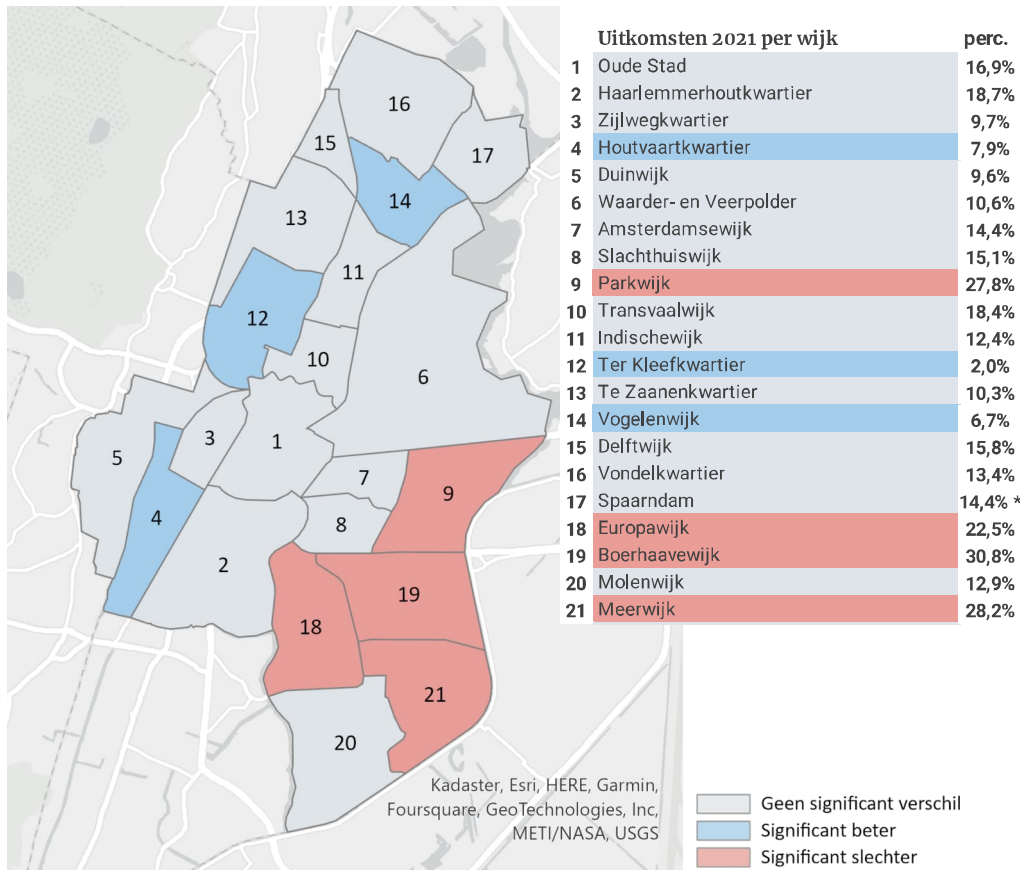 Uitkomsten 2021 per wijk perc.
1 Oude Stad 16,9%
2 Haarlemmerhoutkwartier 18,7%
3 Zijlwegkwartier 9,7%
4 Houtvaartkwartier 7,9%
5 Duinwijk 9,6%
6 Waarder- en Veerpolder 10,6%
7 Amsterdamsewijk 14,4%
8 Slachthuiswijk 15,1%
9 Parkwijk 27,8%
10 Transvaalwijk 18,4%
11 Indischewijk 12,4%
12 Ter Kleefkwartier 2,0%
13 Te Zaanenkwartier 10,3%
14 Vogelenwijk 6,7%
15 Delftwijk 15,8%
16 Vondelkwartier 13,4%
17 Spaarndam 14,4% *
18 Europawijk 22,5%
19 Boerhaavewijk 30,8%
20 Molenwijk 12,9%
21 Meerwijk 28,2%
16
15
17
14
13
11
12
10
6
3
1
5
7
9
4
8
2
19
18
21
20
Kadaster, Esri, HERE, Garmin,
Foursquare, GeoTechnologies, Inc,
METI/NASA, USGS
Geen significant verschil
Significant beter
Significant slechter